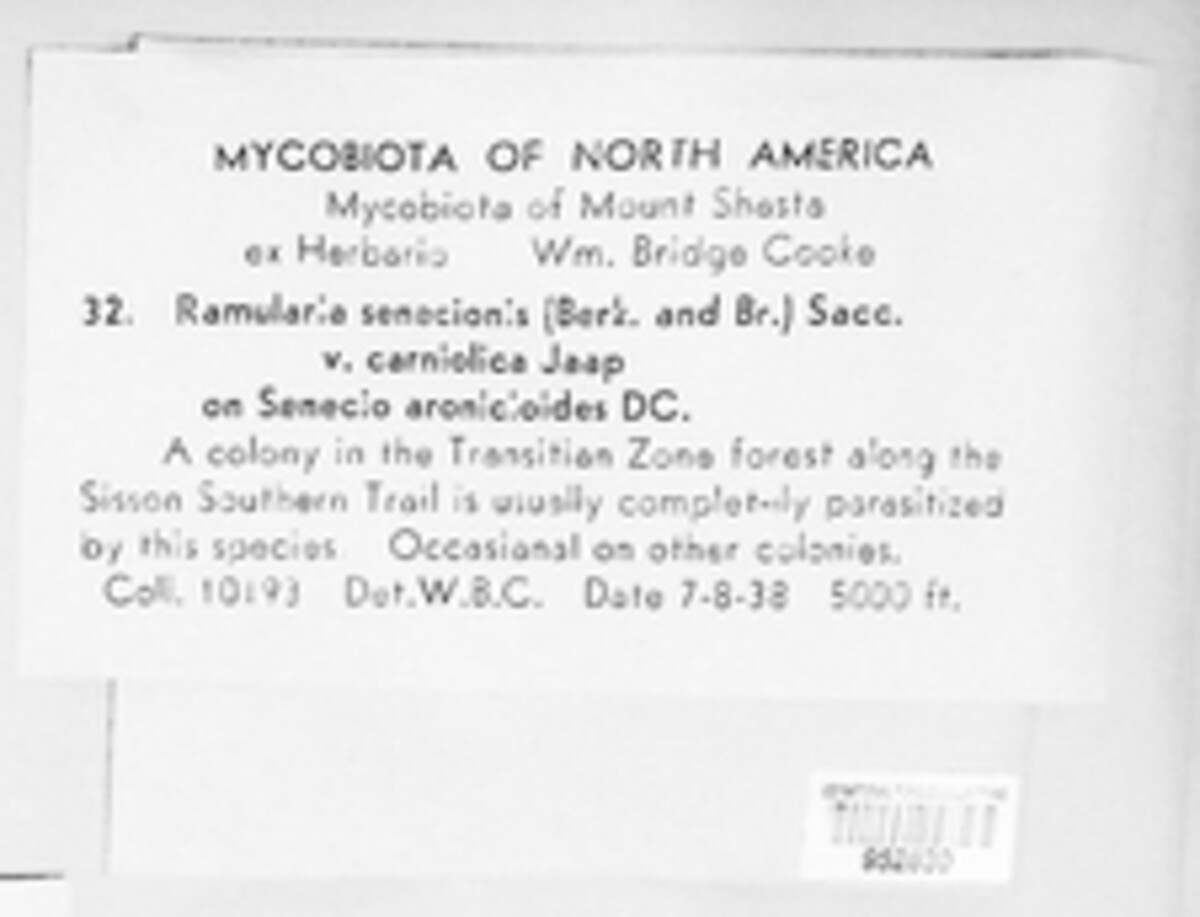 MYCOBIOTA OF NORTH AMERICA
Mycobiota of Mount Shasta
ex Herbario Wm. Bridge Cooke
32. Ramularia senecionis (Berk. and Br.) Sacc.
v. carniolica Jaap
on Senecio aronicioides DC.
A colony in the Transition Zone forest along the
Sisson Southern Trail is usually parasitized
by this species Occasional on other colonies.
Coll. 10193 Det.W.B.C. Date 7-8-38 5000 ft.